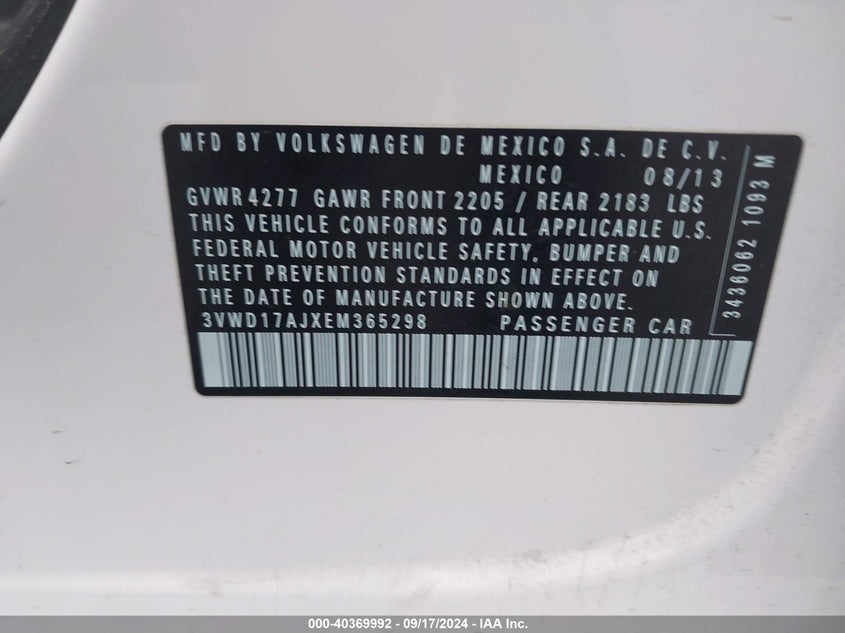 MFD BY VOLKSWAGEN DE MEXICO S.A. DE C.V.
MEXICO 08/13
GVWR 4277 GAWR FRONT 2205 / REAR 2183 LBS
THIS VEHICLE CONFORMS TO ALL APPLICABLE U.S.
FEDERAL MOTOR VEHICLE SAFETY, BUMPER AND
THEFT PREVENTION STANDARDS IN EFFECT ON
THE DATE OF MANUFACTURE SHOWN ABOVE.
3VWD17AJXEM365298 PASSENGER CAR
3436062 1093 M
000-40369992 - 09/17/2024 - IAA Inc.